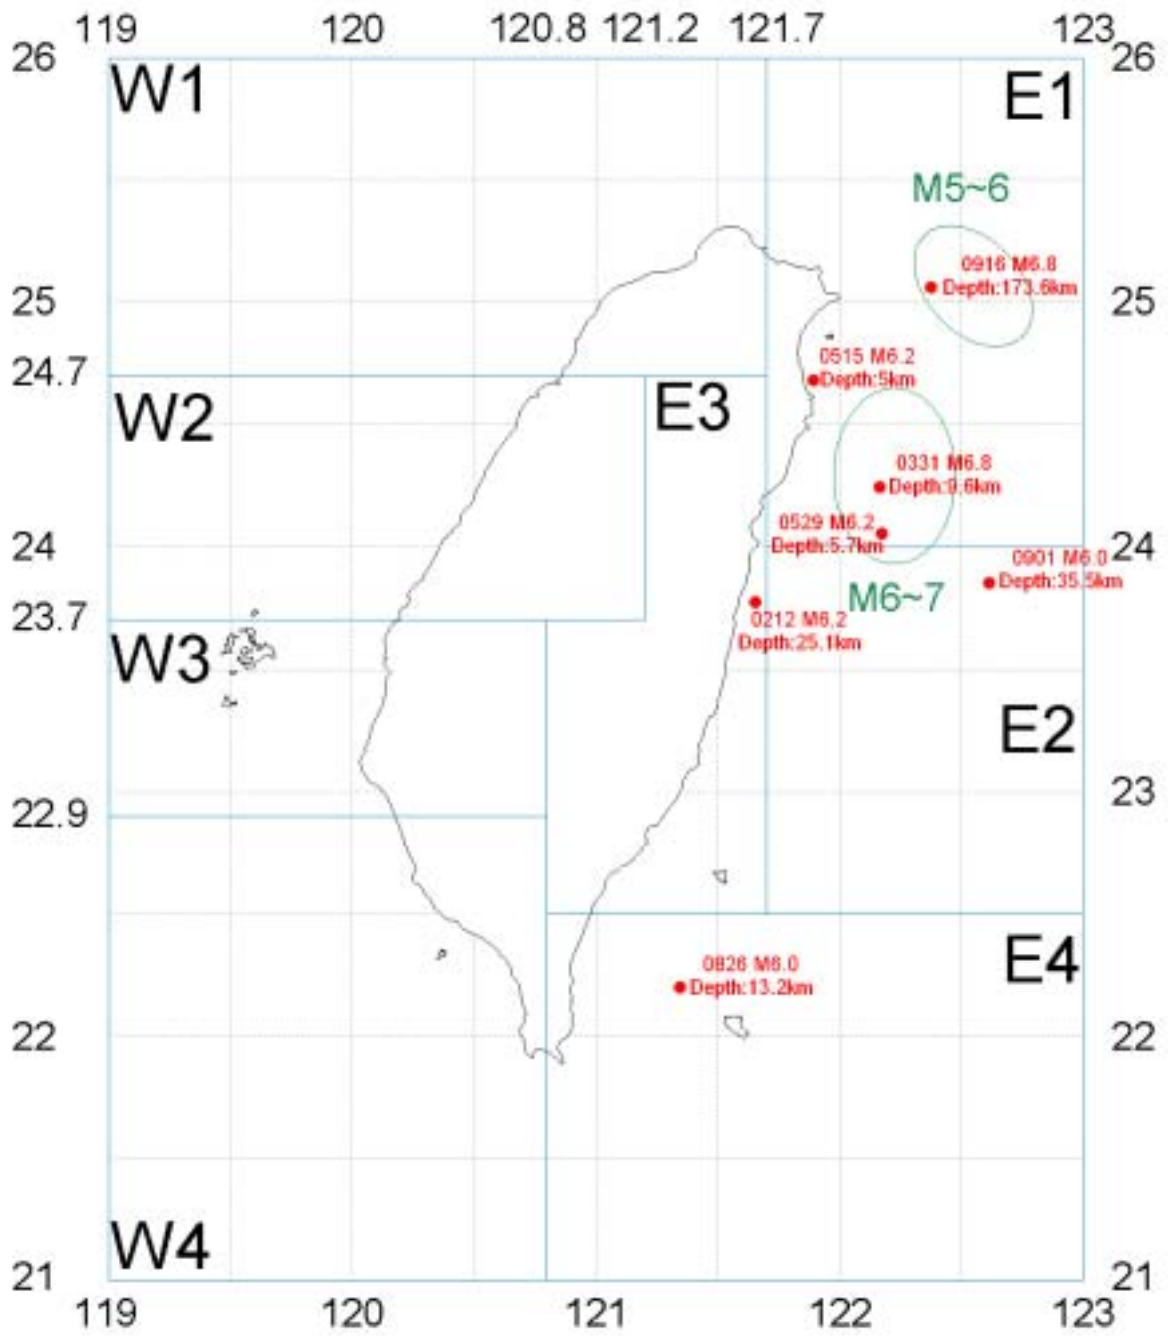 119 120 120.8 121.2 121.7 123
26 26
W1 E1
M5~6
0916 M6.8
Depth:173.6km
25 25
0515 M6.2
24.7 Depth:5km
W2 E3
0331 M6.8
Depth:9.6km
0529 M6.2
Depth:5.7km
24 24
0901 M6.0
Depth:35.5km
M6~7
23.7
0212 M6.2
Depth:25.1km
W3
E2
23
22.9
E4
0826 M6.0
Depth:13.2km
22 22
W4
21 21
119 120 121 122 123